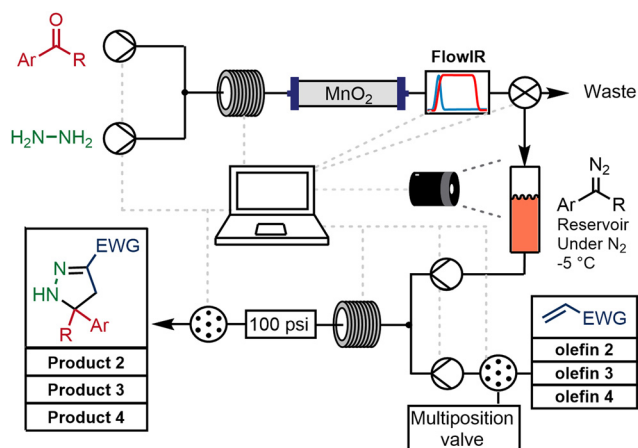 O
Ar
R
H₂N−NH₂
MnO₂
FlowIR
Waste
N₂
Ar
R
Reservoir
Under N₂
-5 °C
EWG
N
HN
R
Ar
Product 2
Product 3
Product 4
100 psi
EWG
olefin 2
olefin 3
olefin 4
Multiposition
valve